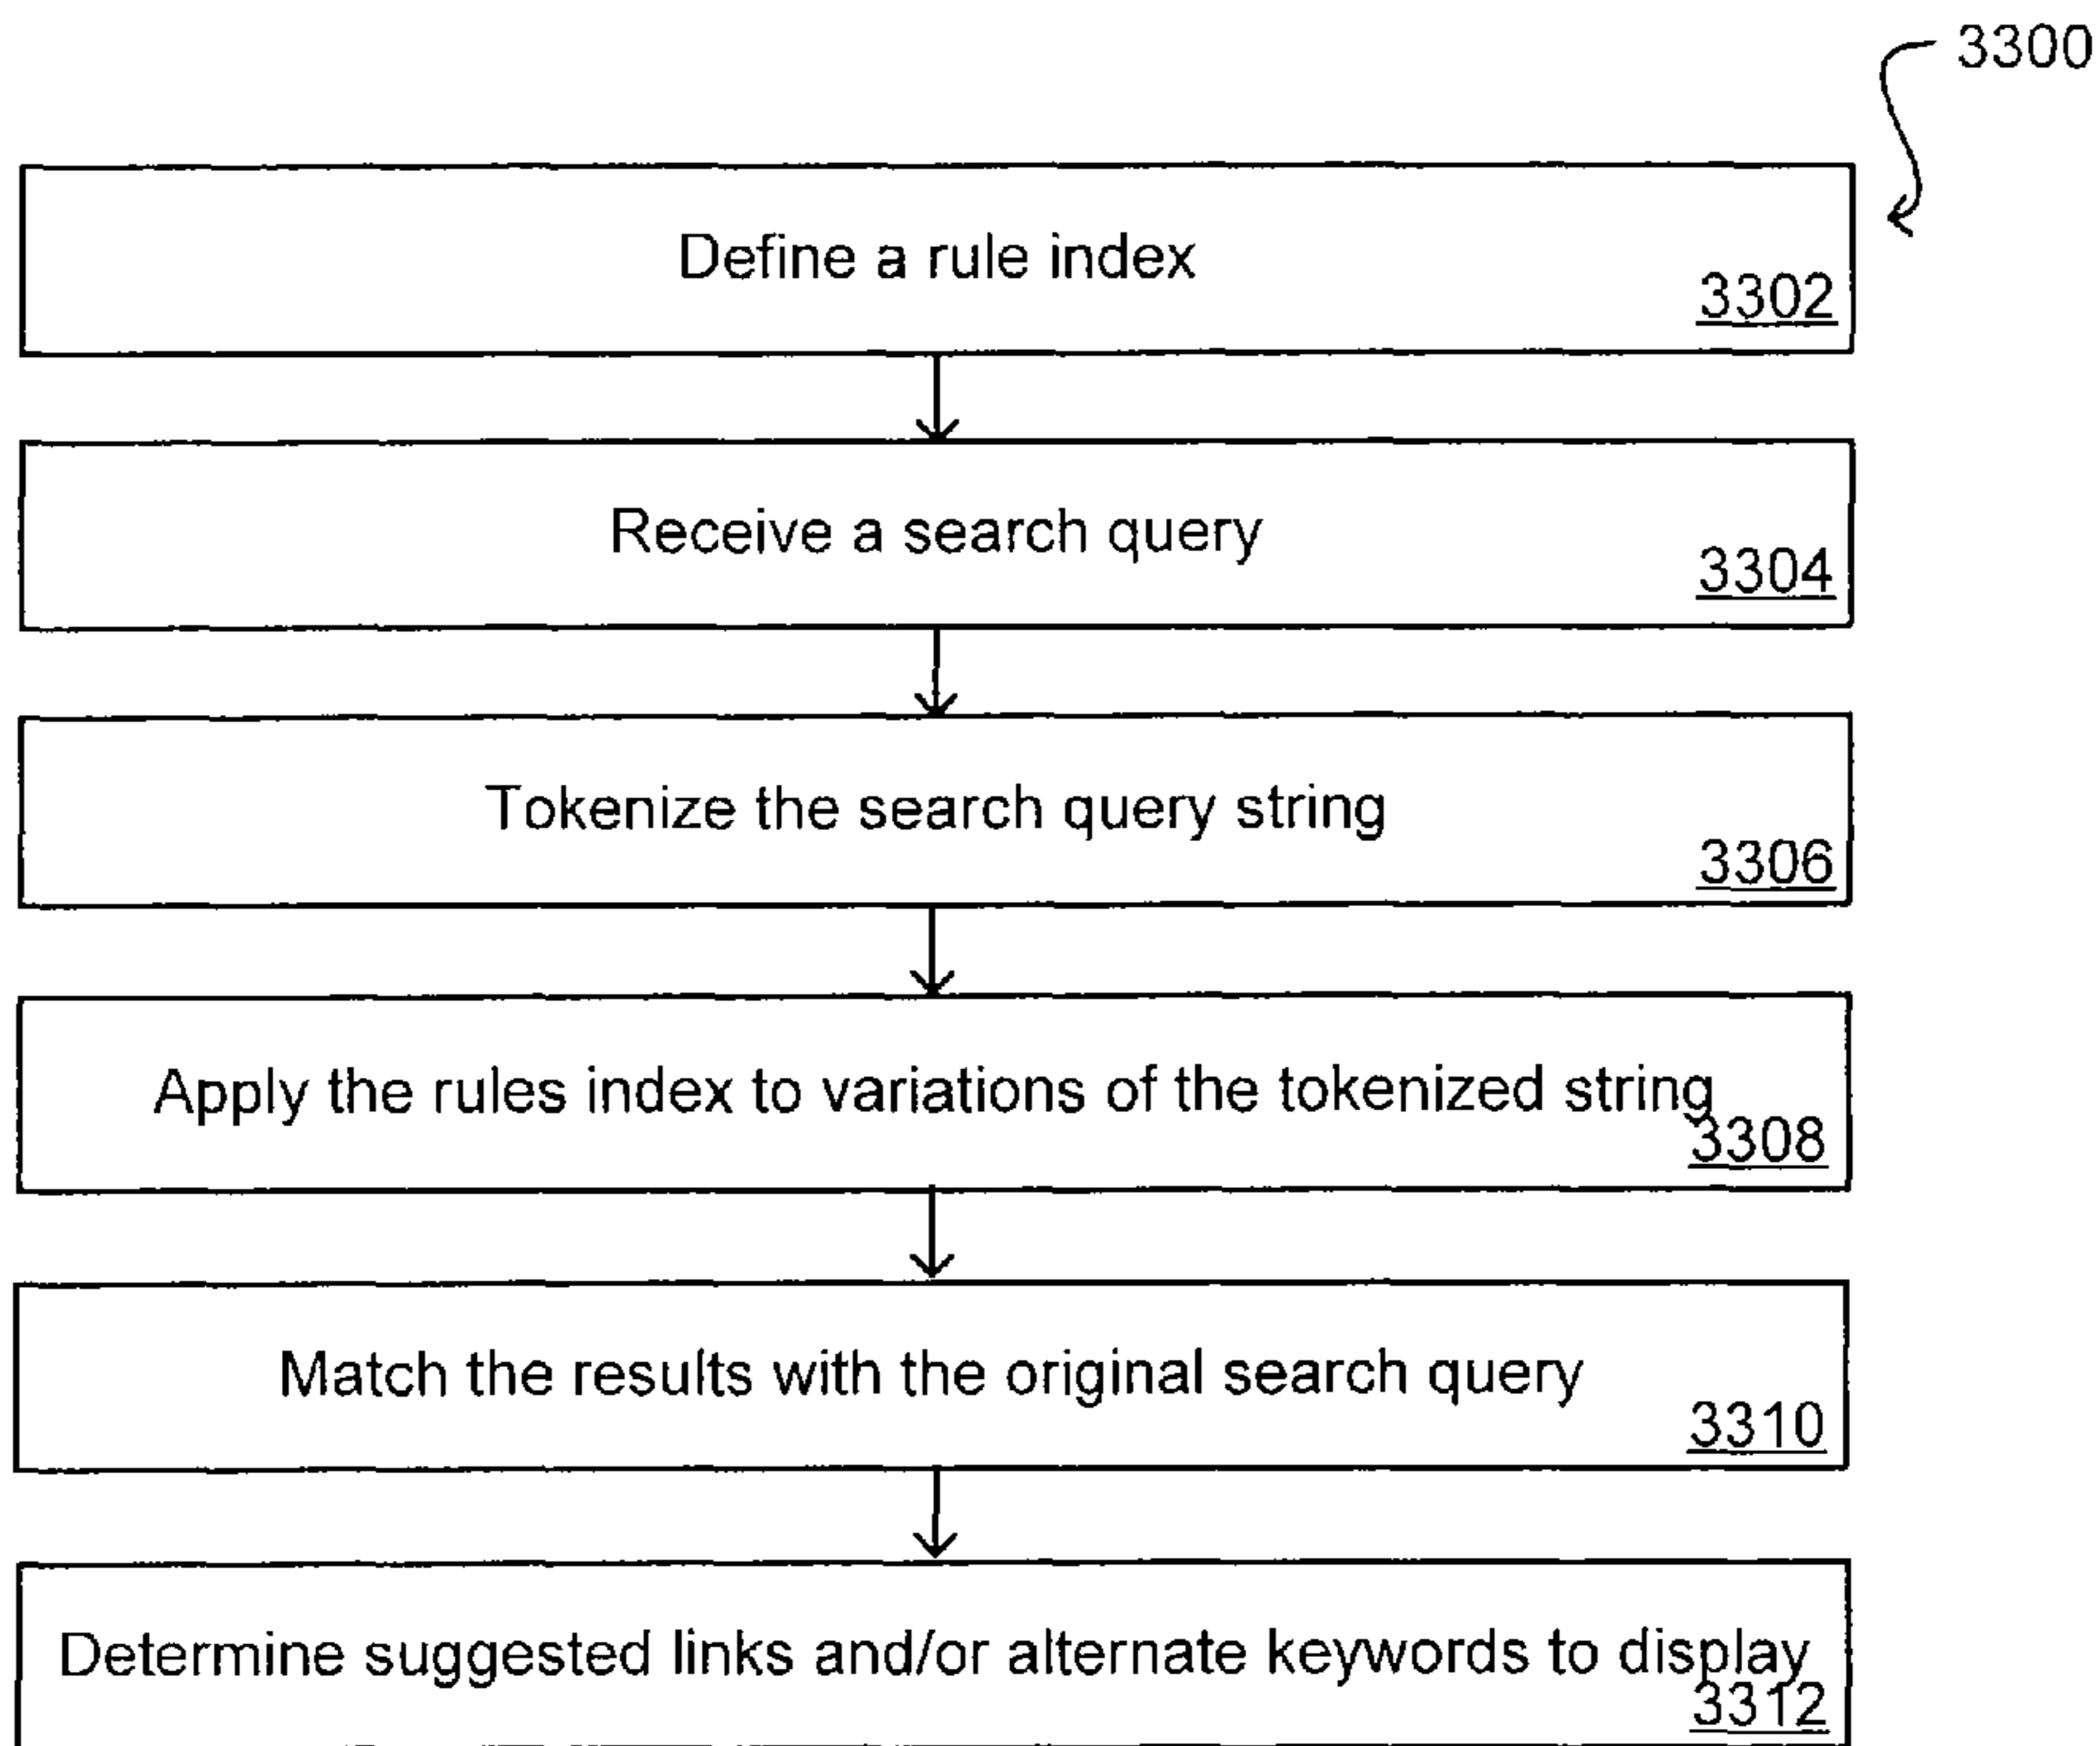 3300
Define a rule index
3302
Receive a search query
3304
Tokenize the search query string
3306
Apply the rules index to variations of the tokenized string
3308
Match the results with the original search query
3310
Determine suggested links and/or alternate keywords to display
3312